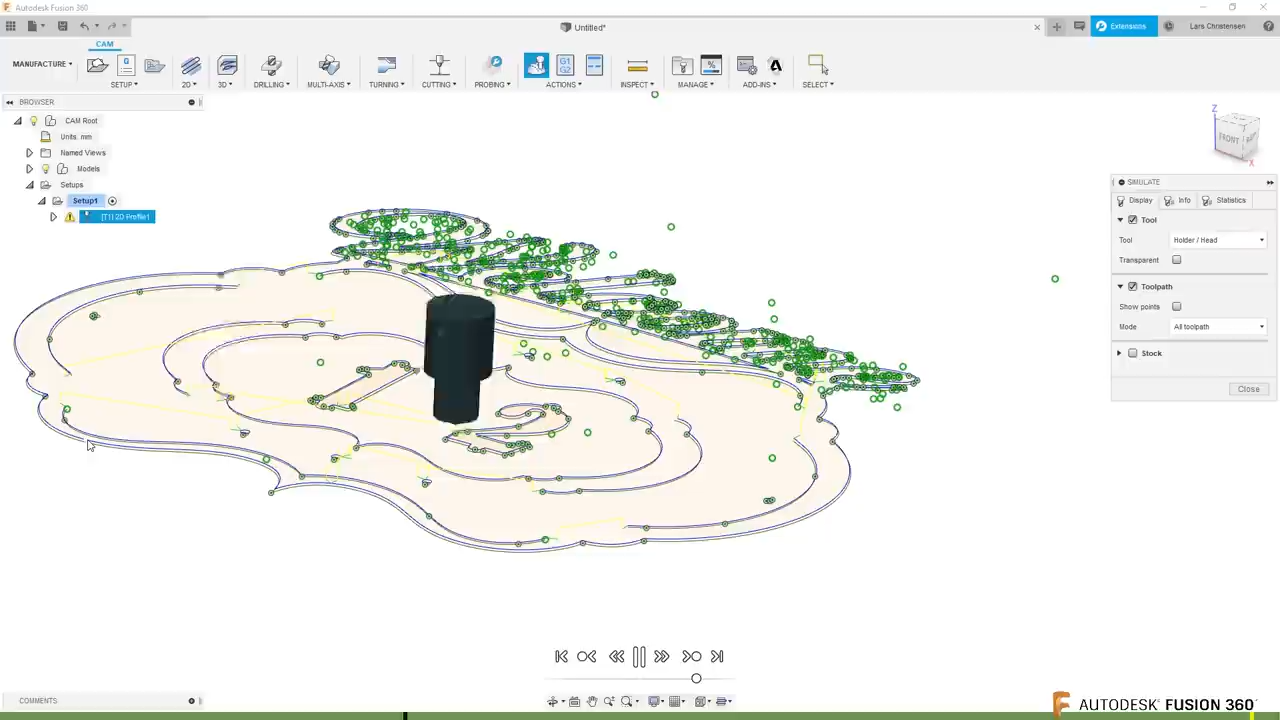 Autodesk Fusion 360
Untitled*
Extensions
Lars Christensen
CAM
MANUFACTURE
SETUP
2D
3D
DRILLING
MULTI-AXIS
TURNING
CUTTING
PROBING
ACTIONS
INSPECT
MANAGE
ADD-INS
SELECT
G
G1
G2
BROWSER
CAM Root
Units: mm
Named Views
Models
Setups
Setup1
[T1] 2D Profile1
Z
FRONT
X
SIMULATE
Display
Info
Statistics
Tool
Tool
Holder / Head
Transparent
Toolpath
Show points
Mode
All toolpath
Stock
Close
COMMENTS
AUTODESK FUSION 360